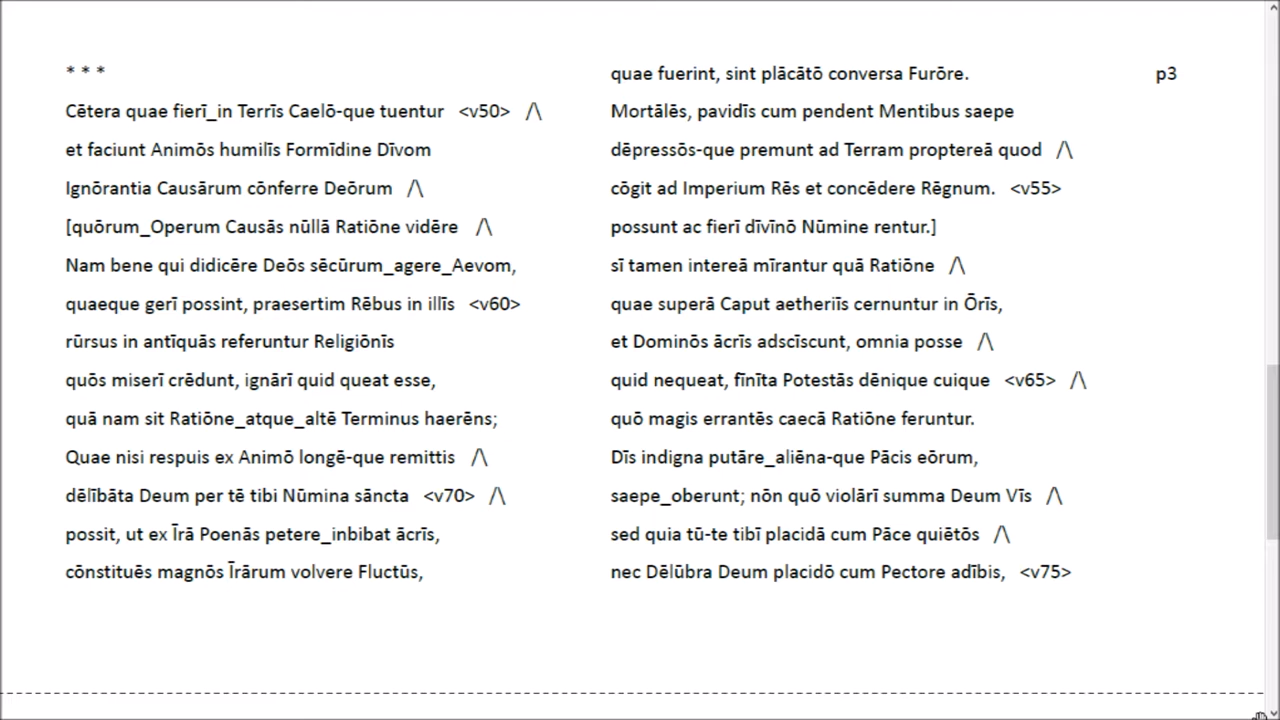 * * *
quae fuerint, sint plācātō conversa Furōre.
p3
Cētera quae fierī_in Terrīs Caelō-que tuentur <v50> /\
Mortālēs, pavidīs cum pendent Mentibus saepe
et faciunt Animōs humilīs Formīdine Dīvom
dēpressōs-que premunt ad Terram proptereā quod /\
Ignōrantia Causārum cōnferre Deōrum /\
cōgit ad Imperium Rēs et concēdere Rēgnum. <v55>
[quōrum_Operum Causās nūllā Ratiōne vidēre /\
possunt ac fierī dīvīnō Nūmine rentur.]
Nam bene qui didicēre Deōs sēcūrum_agere_Aevom,
sī tamen intereā mīrantur quā Ratiōne /\
quaeque gerī possint, praesertim Rēbus in illīs <v60>
quae superā Caput aetheriīs cernuntur in Ōrīs,
rūrsus in antīquās referuntur Religiōnīs
et Dominōs ācrīs adscīscunt, omnia posse /\
quōs miserī crēdunt, ignārī quid queat esse,
quid nequeat, fīnīta Potestās dēnique cuique <v65> /\
quā nam sit Ratiōne_atque_altē Terminus haerēns;
quō magis errantēs caecā Ratiōne feruntur.
Quae nisi respuis ex Animō longē-que remittis /\
Dīs indigna putāre_aliēna-que Pācis eōrum,
dēlībāta Deum per tē tibi Nūmina sāncta <v70> /\
saepe_oberunt; nōn quō violārī summa Deum Vīs /\
possit, ut ex Īrā Poenās petere_inbibat ācrīs,
sed quia tū-te tibī placidā cum Pāce quiētōs /\
cōnstituēs magnōs Īrārum volvere Fluctūs,
nec Dēlūbra Deum placidō cum Pectore adībis, <v75>